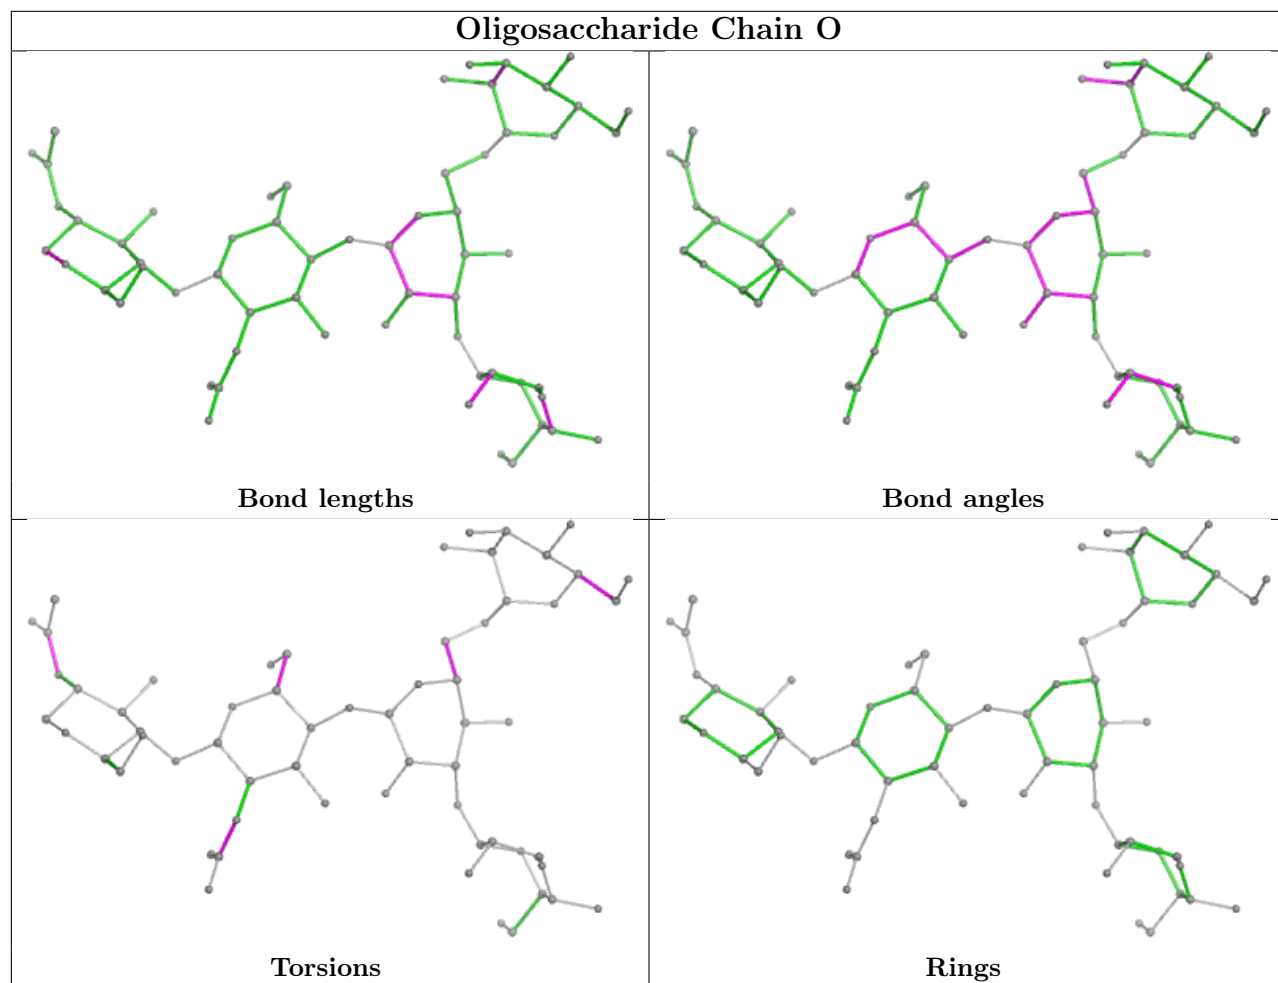 Oligosaccharide Chain O
Bond lengths
Bond angles
Torsions
Rings